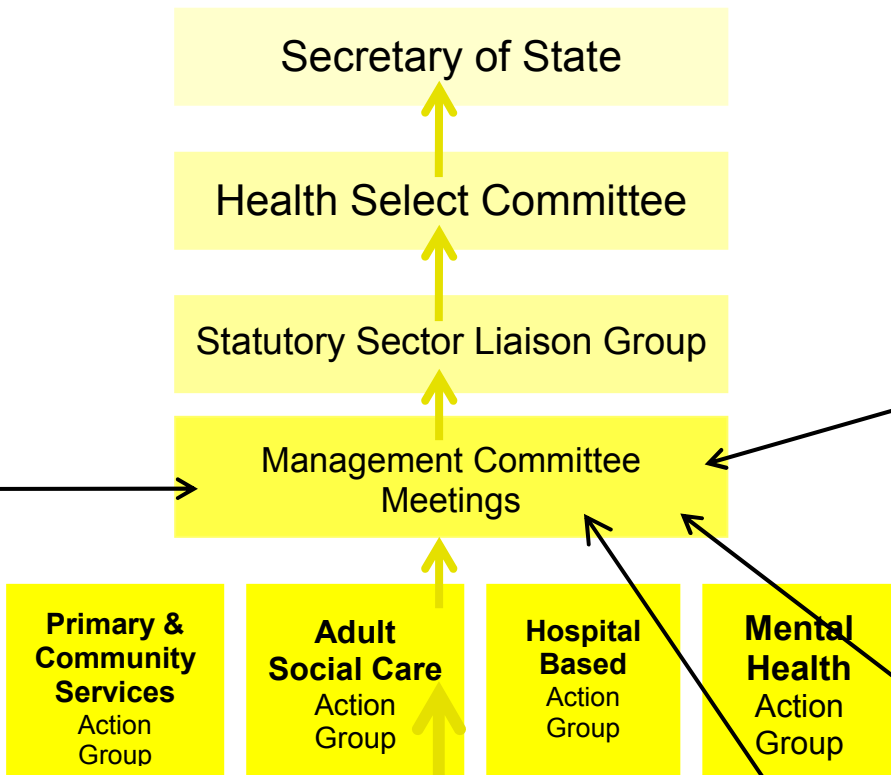 Secretary of State
Health Select Committee
Statutory Sector Liaison Group
Management Committee
Meetings
Primary &
Community
Services
Action
Group
Adult
Social Care
Action
Group
Hospital
Based
Action
Group
Mental
Health
Action
Group